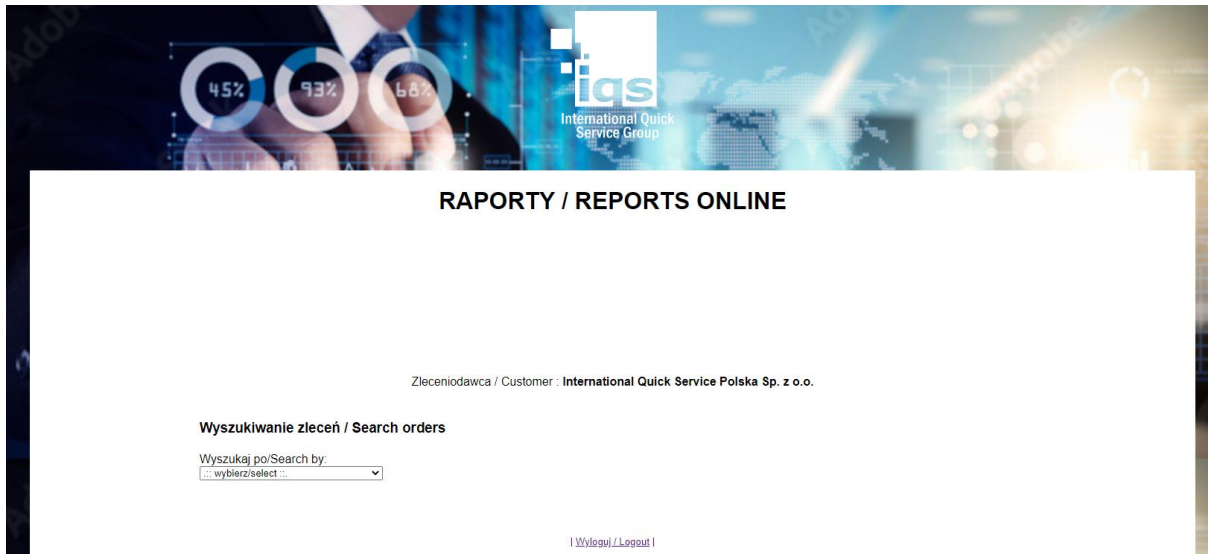 45%
93%
68%
iqs
International Quick
Service Group
RAPORTY / REPORTS ONLINE
Zleceniodawca / Customer : International Quick Service Polska Sp. z o.o.
Wyszukiwanie zleceń / Search orders
Wyszukaj po/Search by:
.:: wybierz/select ::.
| Wyloguj / Logout |